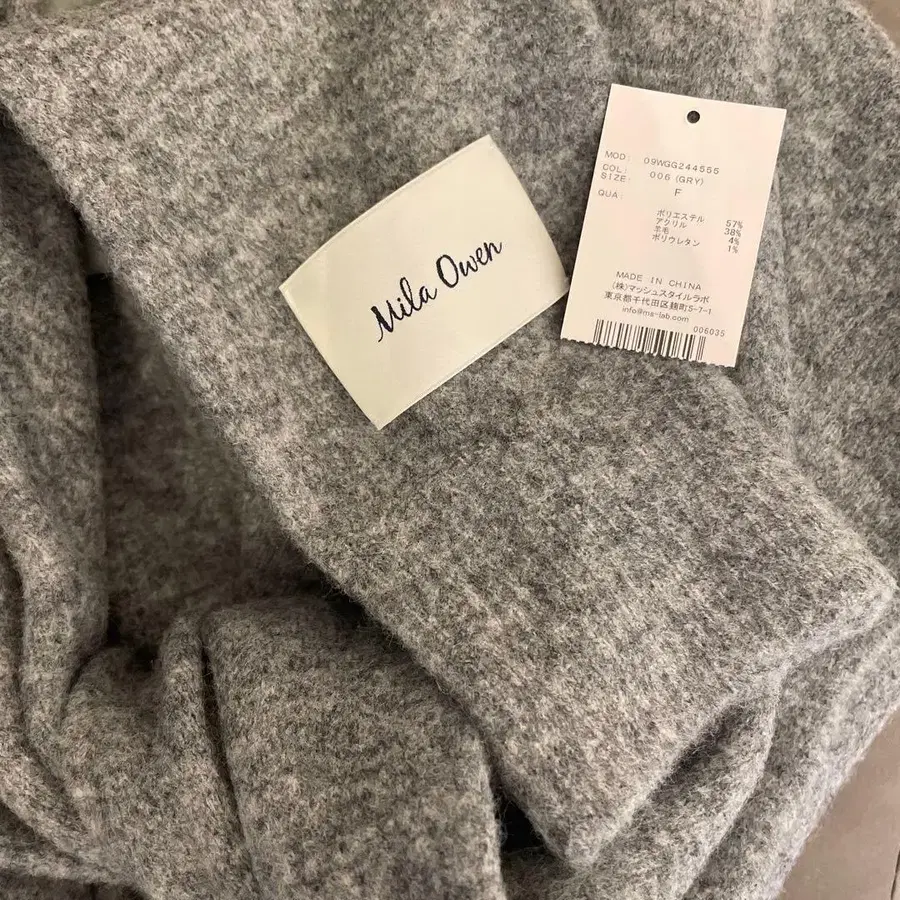 Mila Owen
MOD: 09WGG244555
COL: 006 (GRY)
SIZE: F
QUA:
ポリエステル 57%
アクリル 38%
羊毛 4%
ポリウレタン 1%
MADE IN CHINA
(株)マッシュスタイルラボ
東京都千代田区麹町5-7-1
info@ms-lab.com
006035